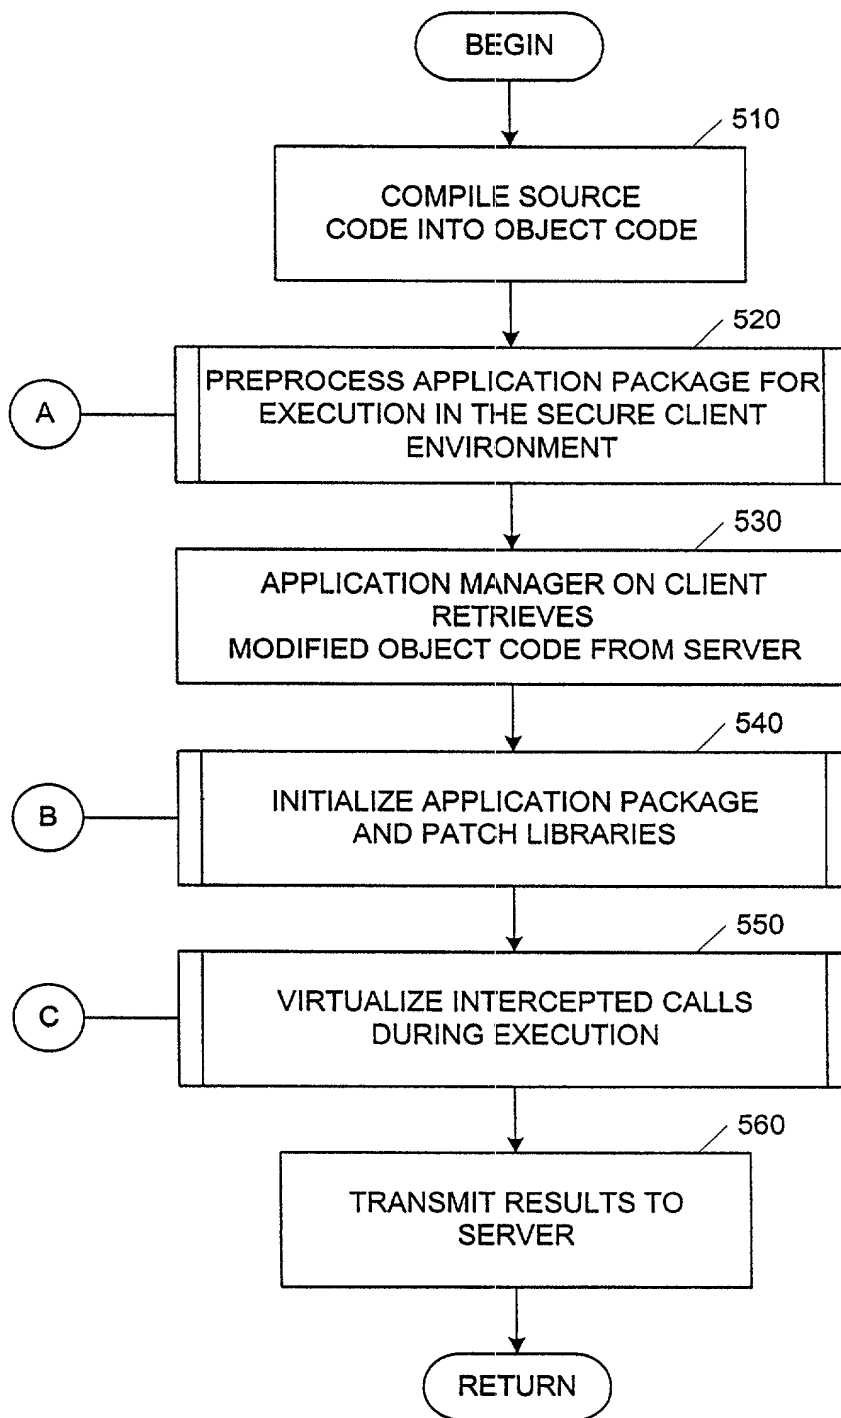 BEGIN
510
COMPILE SOURCE
CODE INTO OBJECT CODE
520
A
PREPROCESS APPLICATION PACKAGE FOR
EXECUTION IN THE SECURE CLIENT
ENVIRONMENT
530
APPLICATION MANAGER ON CLIENT
RETRIEVES
MODIFIED OBJECT CODE FROM SERVER
540
B
INITIALIZE APPLICATION PACKAGE
AND PATCH LIBRARIES
550
C
VIRTUALIZE INTERCEPTED CALLS
DURING EXECUTION
560
TRANSMIT RESULTS TO
SERVER
RETURN